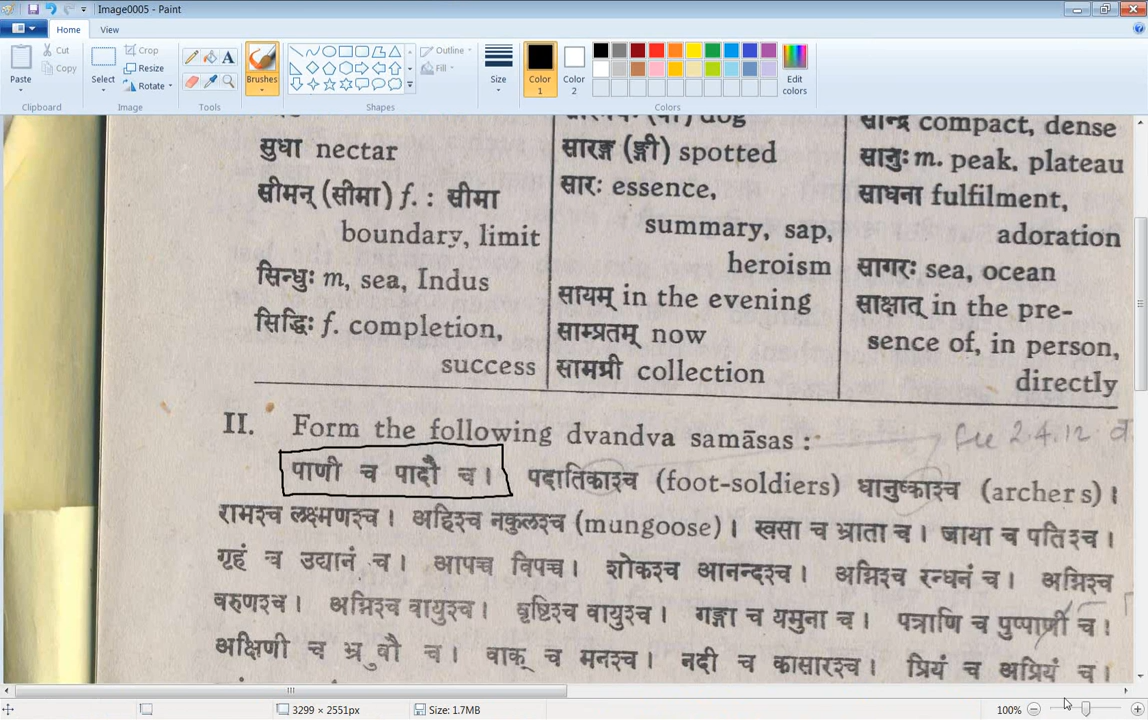 Image0005 - Paint
Home
View
Paste
Cut
Copy
Clipboard
Select
Crop
Resize
Rotate
Image
Tools
Brushes
Shapes
Outline
Fill
Size
Color
1
Color
2
Edit
colors
Colors
सुधा nectar
सीमन् (सीमा) f. : सीमा
boundary, limit
सिन्धुः m, sea, Indus
सिद्धिः f. completion,
success
dog
सारङ्ग (ङ्गी) spotted
सारः essence,
summary, sap,
heroism
सायम् in the evening
साम्प्रतम् now
सामग्री collection
सान्द्र compact, dense
सानुः m. peak. plateau
साधना fulfilment,
adoration
सागरः sea, ocean
साक्षात् in the pre-
sence of, in person,
directly
II. Form the following dvandva samāsas :
2.4.12
पाणी च पादौ च। पदातिकाश्च (foot-soldiers) धानुष्काश्च (archers)।
रामश्च लक्ष्मणश्च। अहिश्च नकुलश्च (mungoose)। स्वसा च भ्राता च। जाया च पतिश्च।
गृहं च उद्यानं च। आपच्च विपच्च। शोकश्च आनन्दश्च। अग्निश्च रन्धनं च। अग्निश्च
वरुणश्च। अग्निश्च वायुश्च। वृष्टिश्च वायुश्च। गङ्गा च यमुना च। पत्राणि च पुष्पाणी च।
अक्षिणी च भ्रुवौ च। वाक् च मनश्च। नदी च कासारश्च। प्रियं च अप्रियं च।
3299 × 2551px
Size: 1.7MB
100%